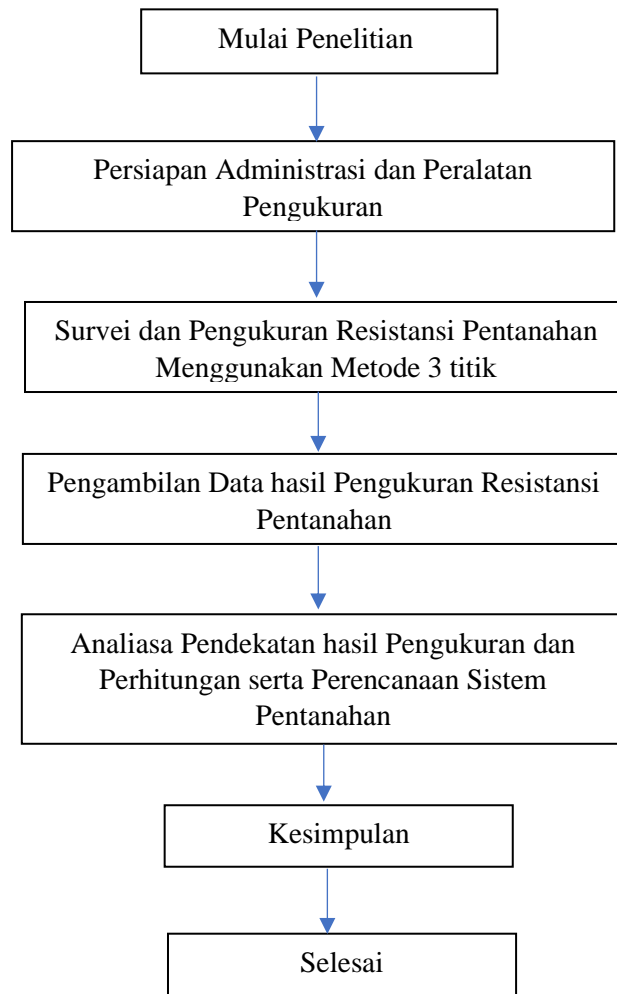 Mulai Penelitian
Persiapan Administrasi dan Peralatan
Pengukuran
Survei dan Pengukuran Resistansi Pentanahan
Menggunakan Metode 3 titik
Pengambilan Data hasil Pengukuran Resistansi
Pentanahan
Analiasa Pendekatan hasil Pengukuran dan
Perhitungan serta Perencanaan Sistem
Pentanahan
Kesimpulan
Selesai